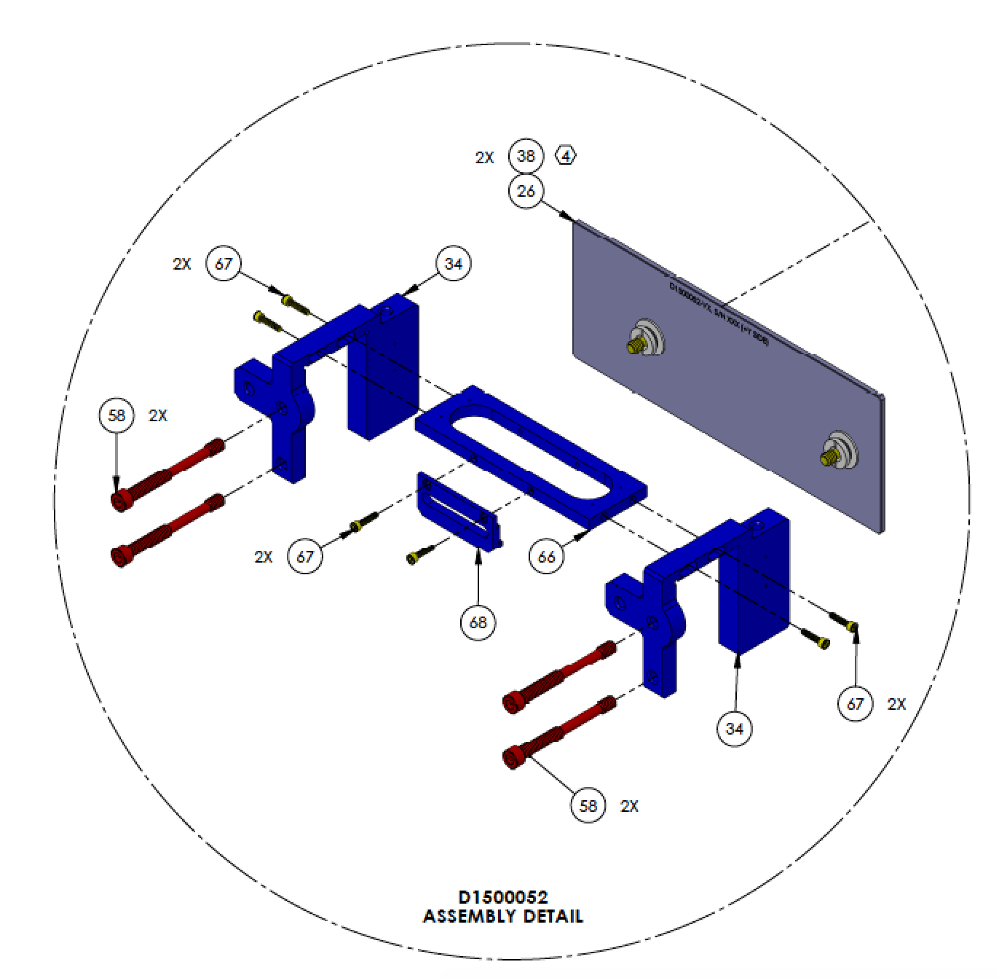 2X 38 4
26
2X 67
34
58 2X
2X 67
66
68
67 2X
34
58 2X
D1500052
ASSEMBLY DETAIL